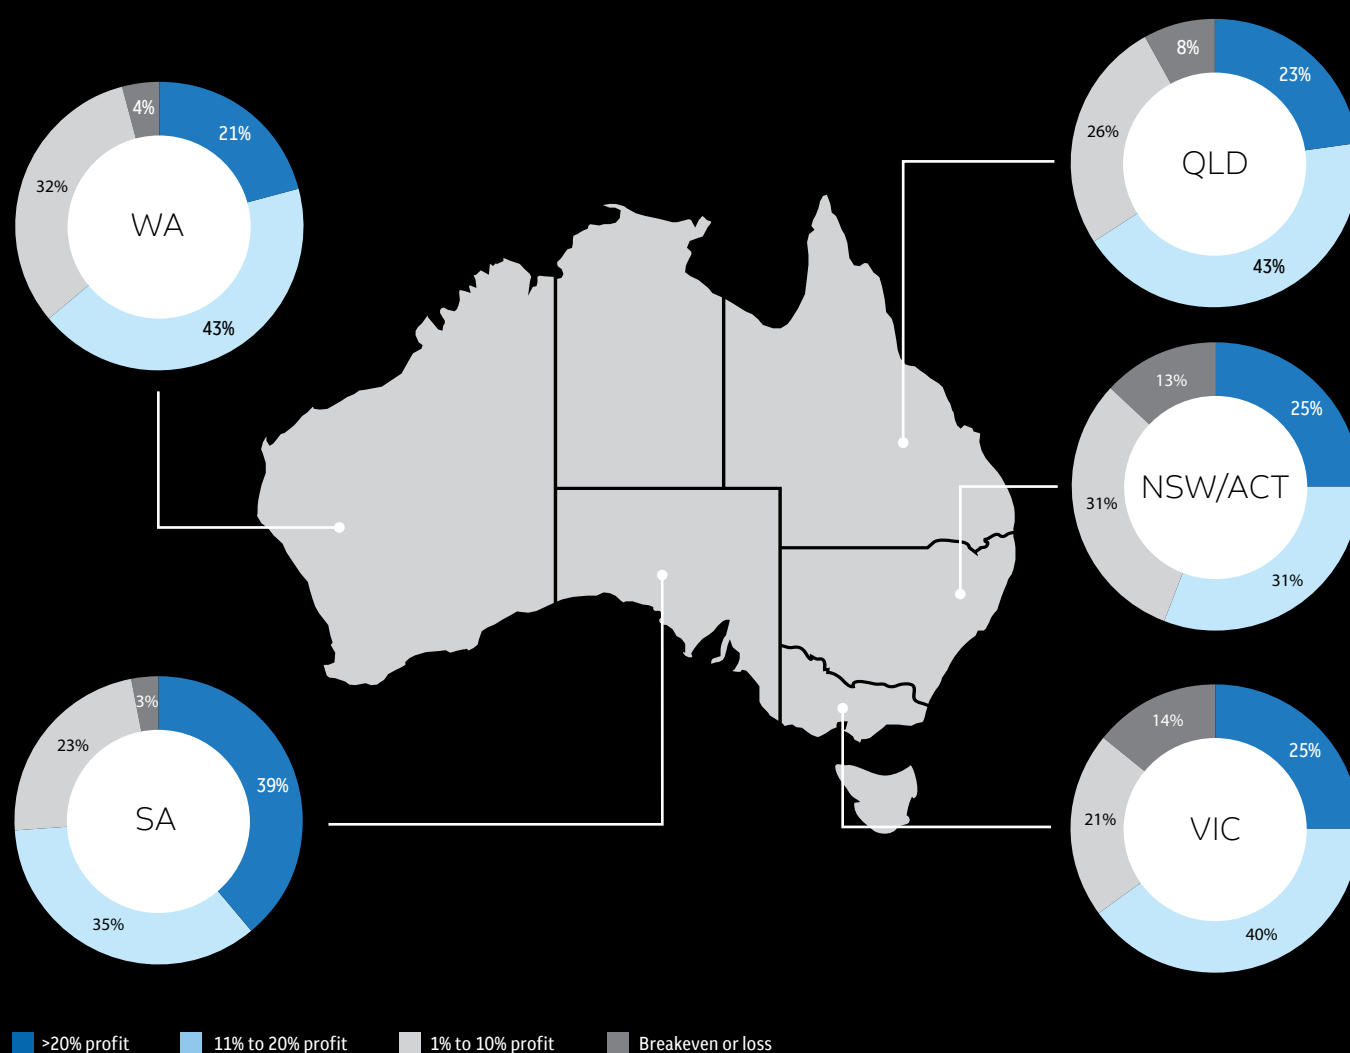 4%
21%
32%
WA
43%
8%
23%
26%
QLD
43%
13%
25%
31%
NSW/ACT
31%
3%
23%
39%
SA
35%
14%
25%
21%
VIC
40%
>20% profit
11% to 20% profit
1% to 10% profit
Breakeven or loss